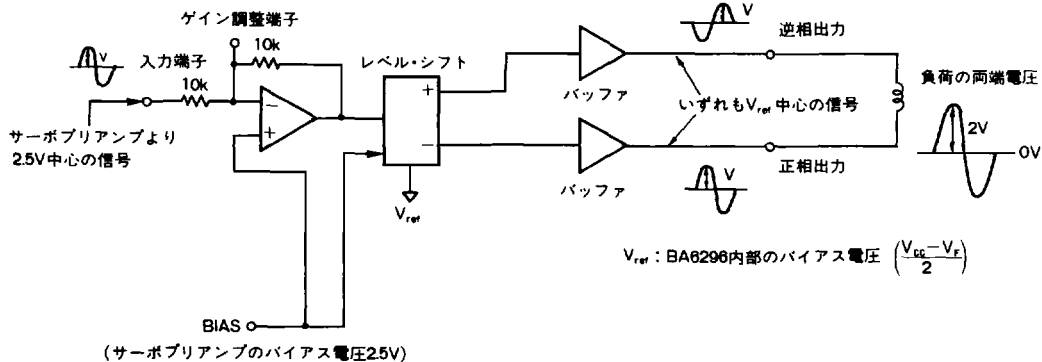 ゲイン調整端子
10k
V
入力端子
10k
サーボプリアンプより
2.5V中心の信号
レベル・シフト
+
−
Vref
−
+
バッファ
バッファ
V
逆相出力
いずれもVref中心の信号
V
正相出力
負荷の両端電圧
2V
0V
Vref：BA6296内部のバイアス電圧 (VCC−VF/2)
BIAS
(サーボプリアンプのバイアス電圧2.5V)